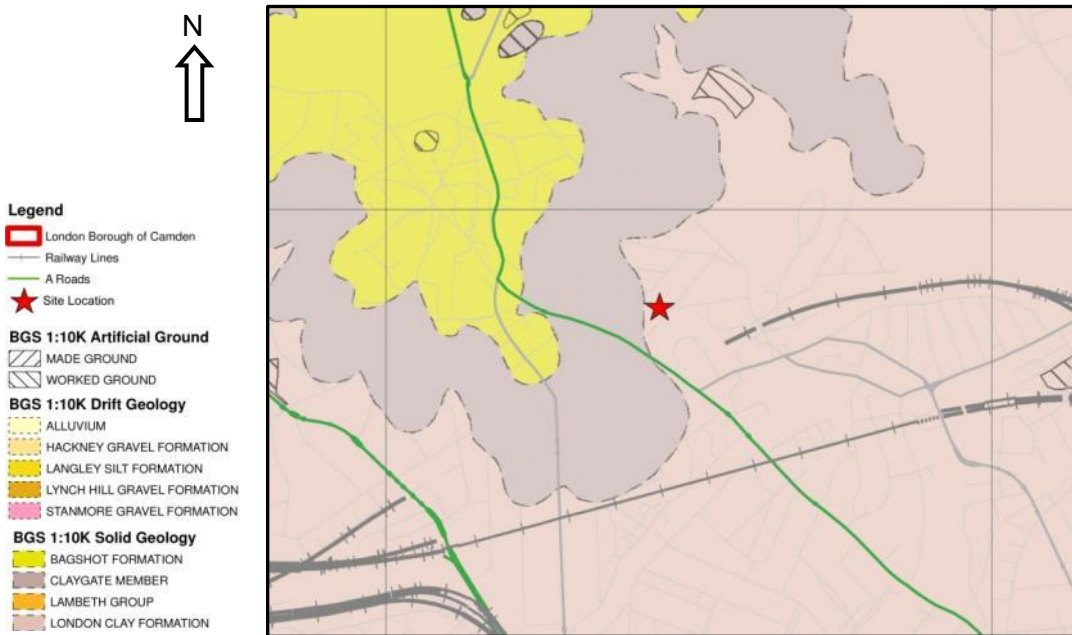 N
Legend
London Borough of Camden
Railway Lines
A Roads
Site Location
BGS 1:10K Artificial Ground
MADE GROUND
WORKED GROUND
BGS 1:10K Drift Geology
ALLUVIUM
HACKNEY GRAVEL FORMATION
LANGLEY SILT FORMATION
LYNCH HILL GRAVEL FORMATION
STANMORE GRAVEL FORMATION
BGS 1:10K Solid Geology
BAGSHOT FORMATION
CLAYGATE MEMBER
LAMBETH GROUP
LONDON CLAY FORMATION